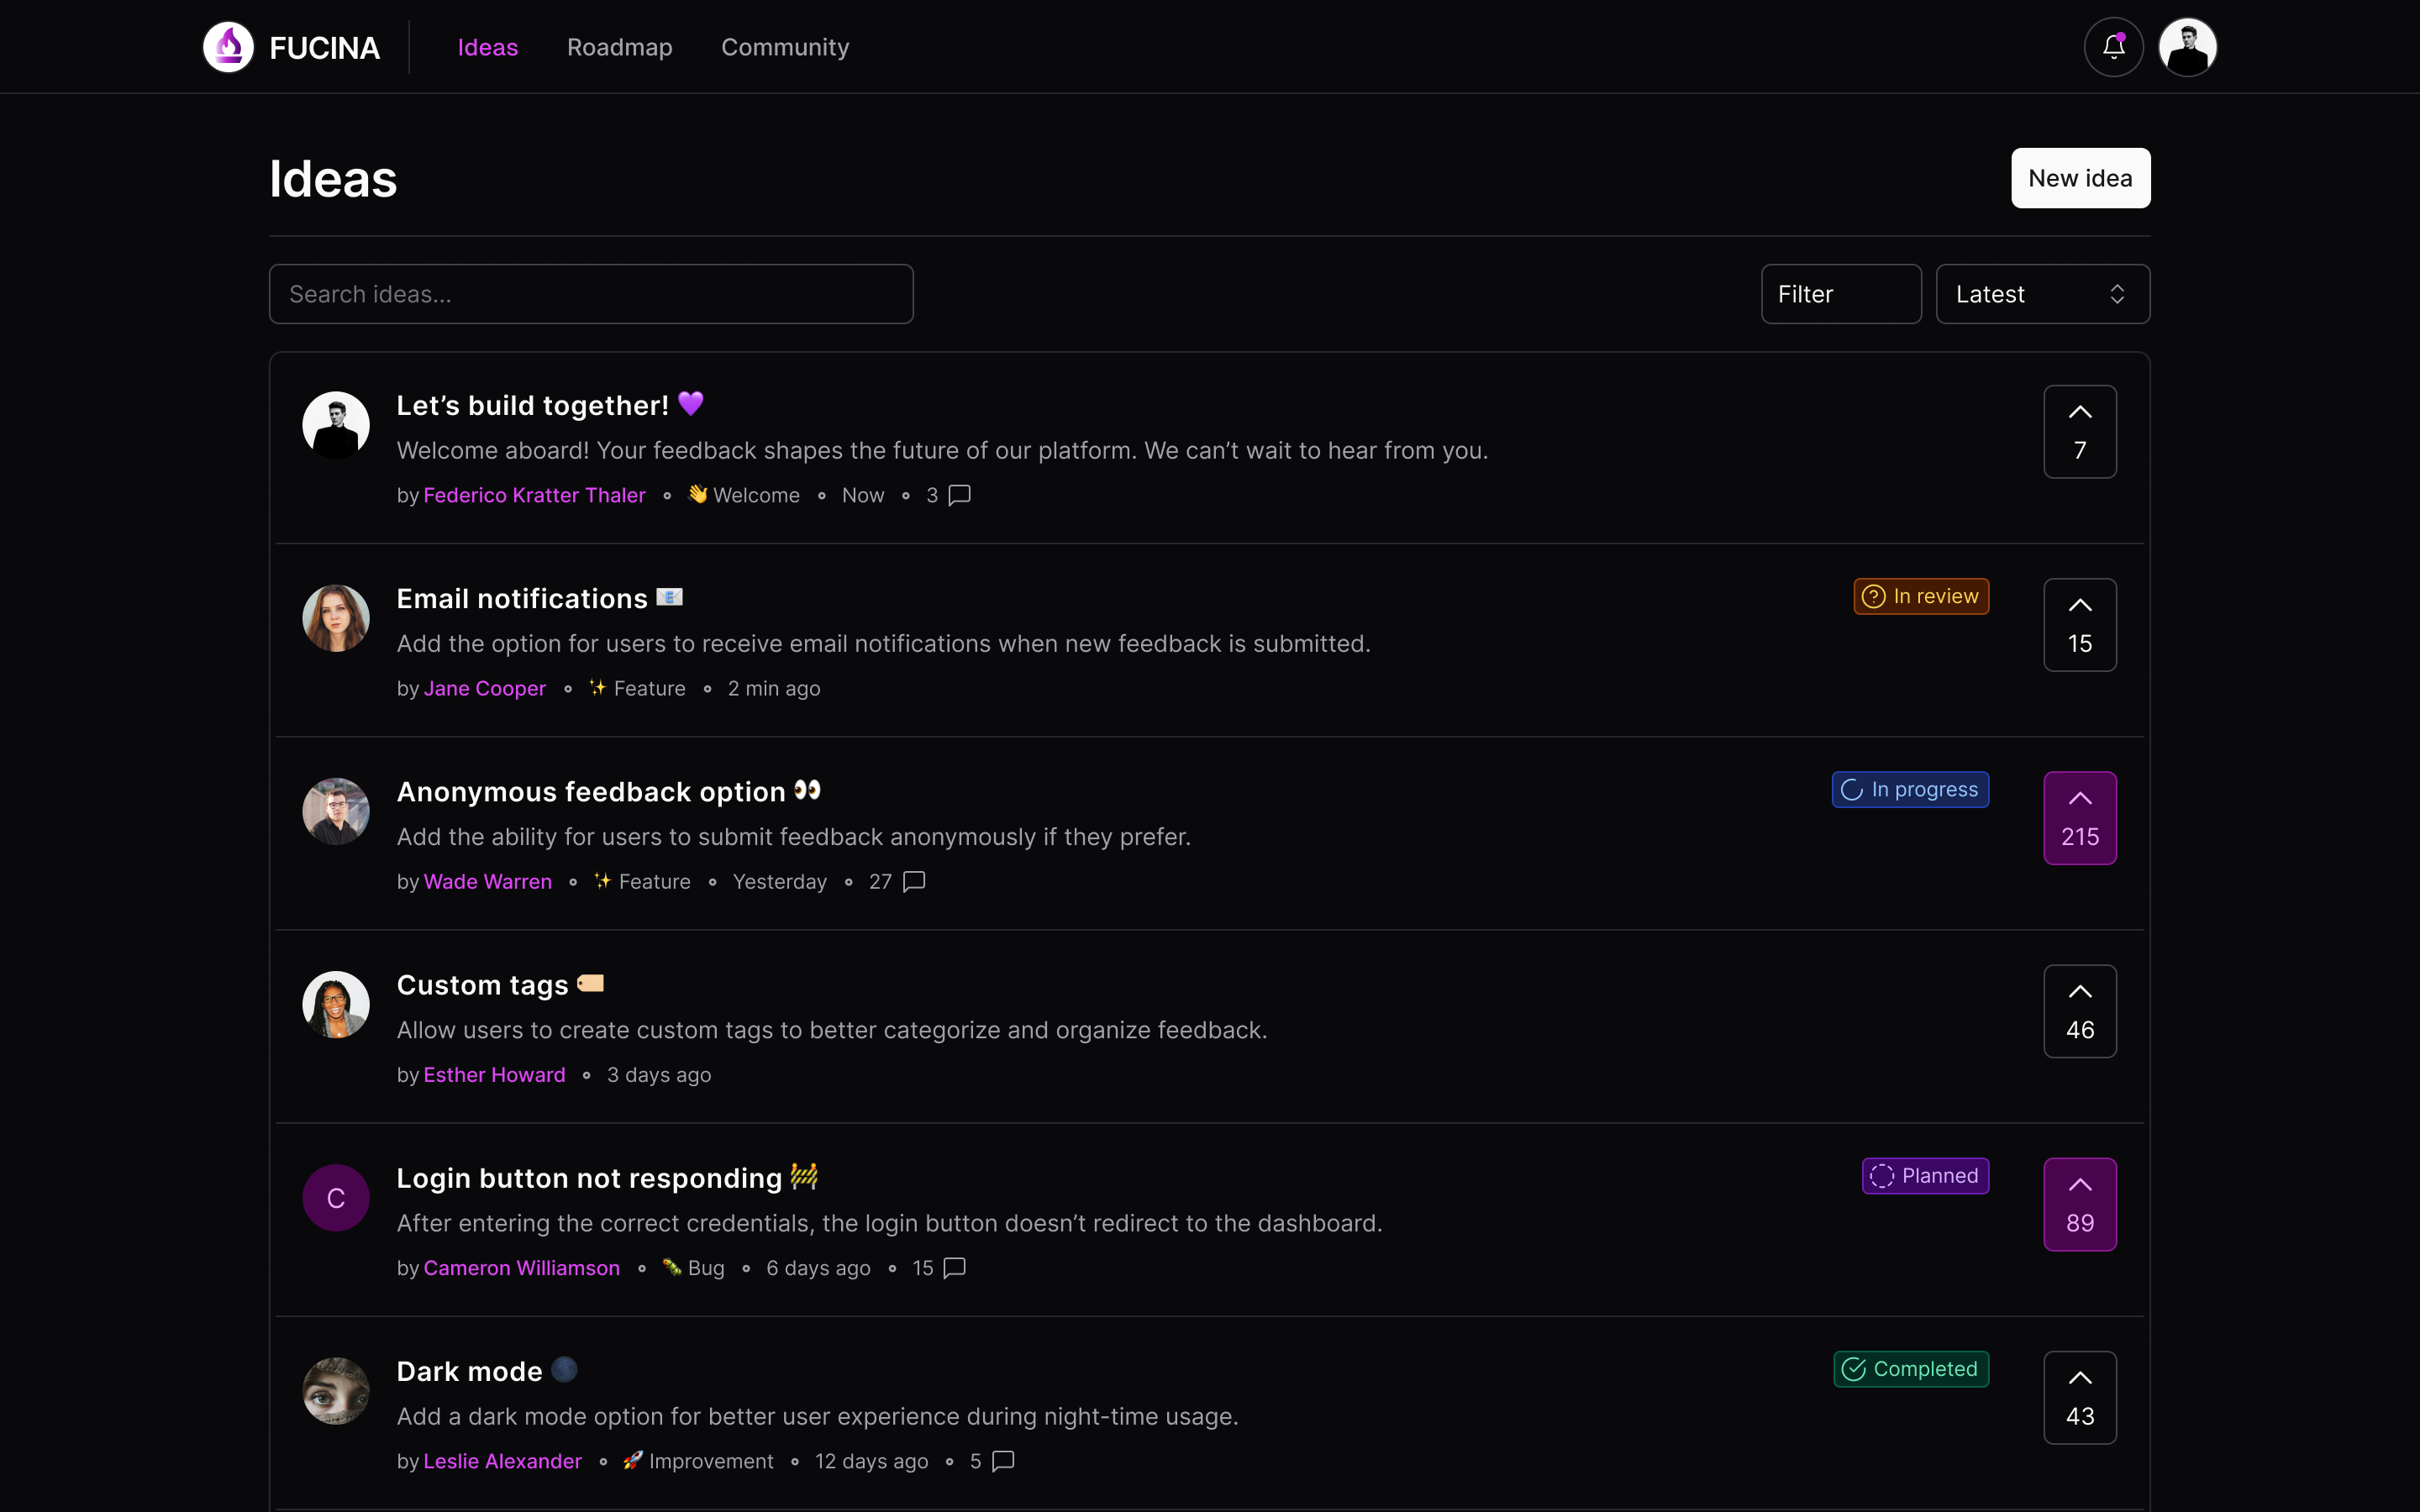 FUCINA Ideas Roadmap Community
Ideas
New idea
Search ideas...
Filter
Latest
Let’s build together! 💜
Welcome aboard! Your feedback shapes the future of our platform. We can’t wait to hear from you.
by Federico Kratter Thaler 👋 Welcome Now 3
7
Email notifications 📧
In review
Add the option for users to receive email notifications when new feedback is submitted.
by Jane Cooper ✨ Feature 2 min ago
15
Anonymous feedback option 👀
In progress
Add the ability for users to submit feedback anonymously if they prefer.
by Wade Warren ✨ Feature Yesterday 27
215
Custom tags 🏷️
Allow users to create custom tags to better categorize and organize feedback.
by Esther Howard 3 days ago
46
C
Login button not responding 🚧
Planned
After entering the correct credentials, the login button doesn’t redirect to the dashboard.
by Cameron Williamson 🐛 Bug 6 days ago 15
89
Dark mode 🌑
Completed
Add a dark mode option for better user experience during night-time usage.
by Leslie Alexander 🚀 Improvement 12 days ago 5
43